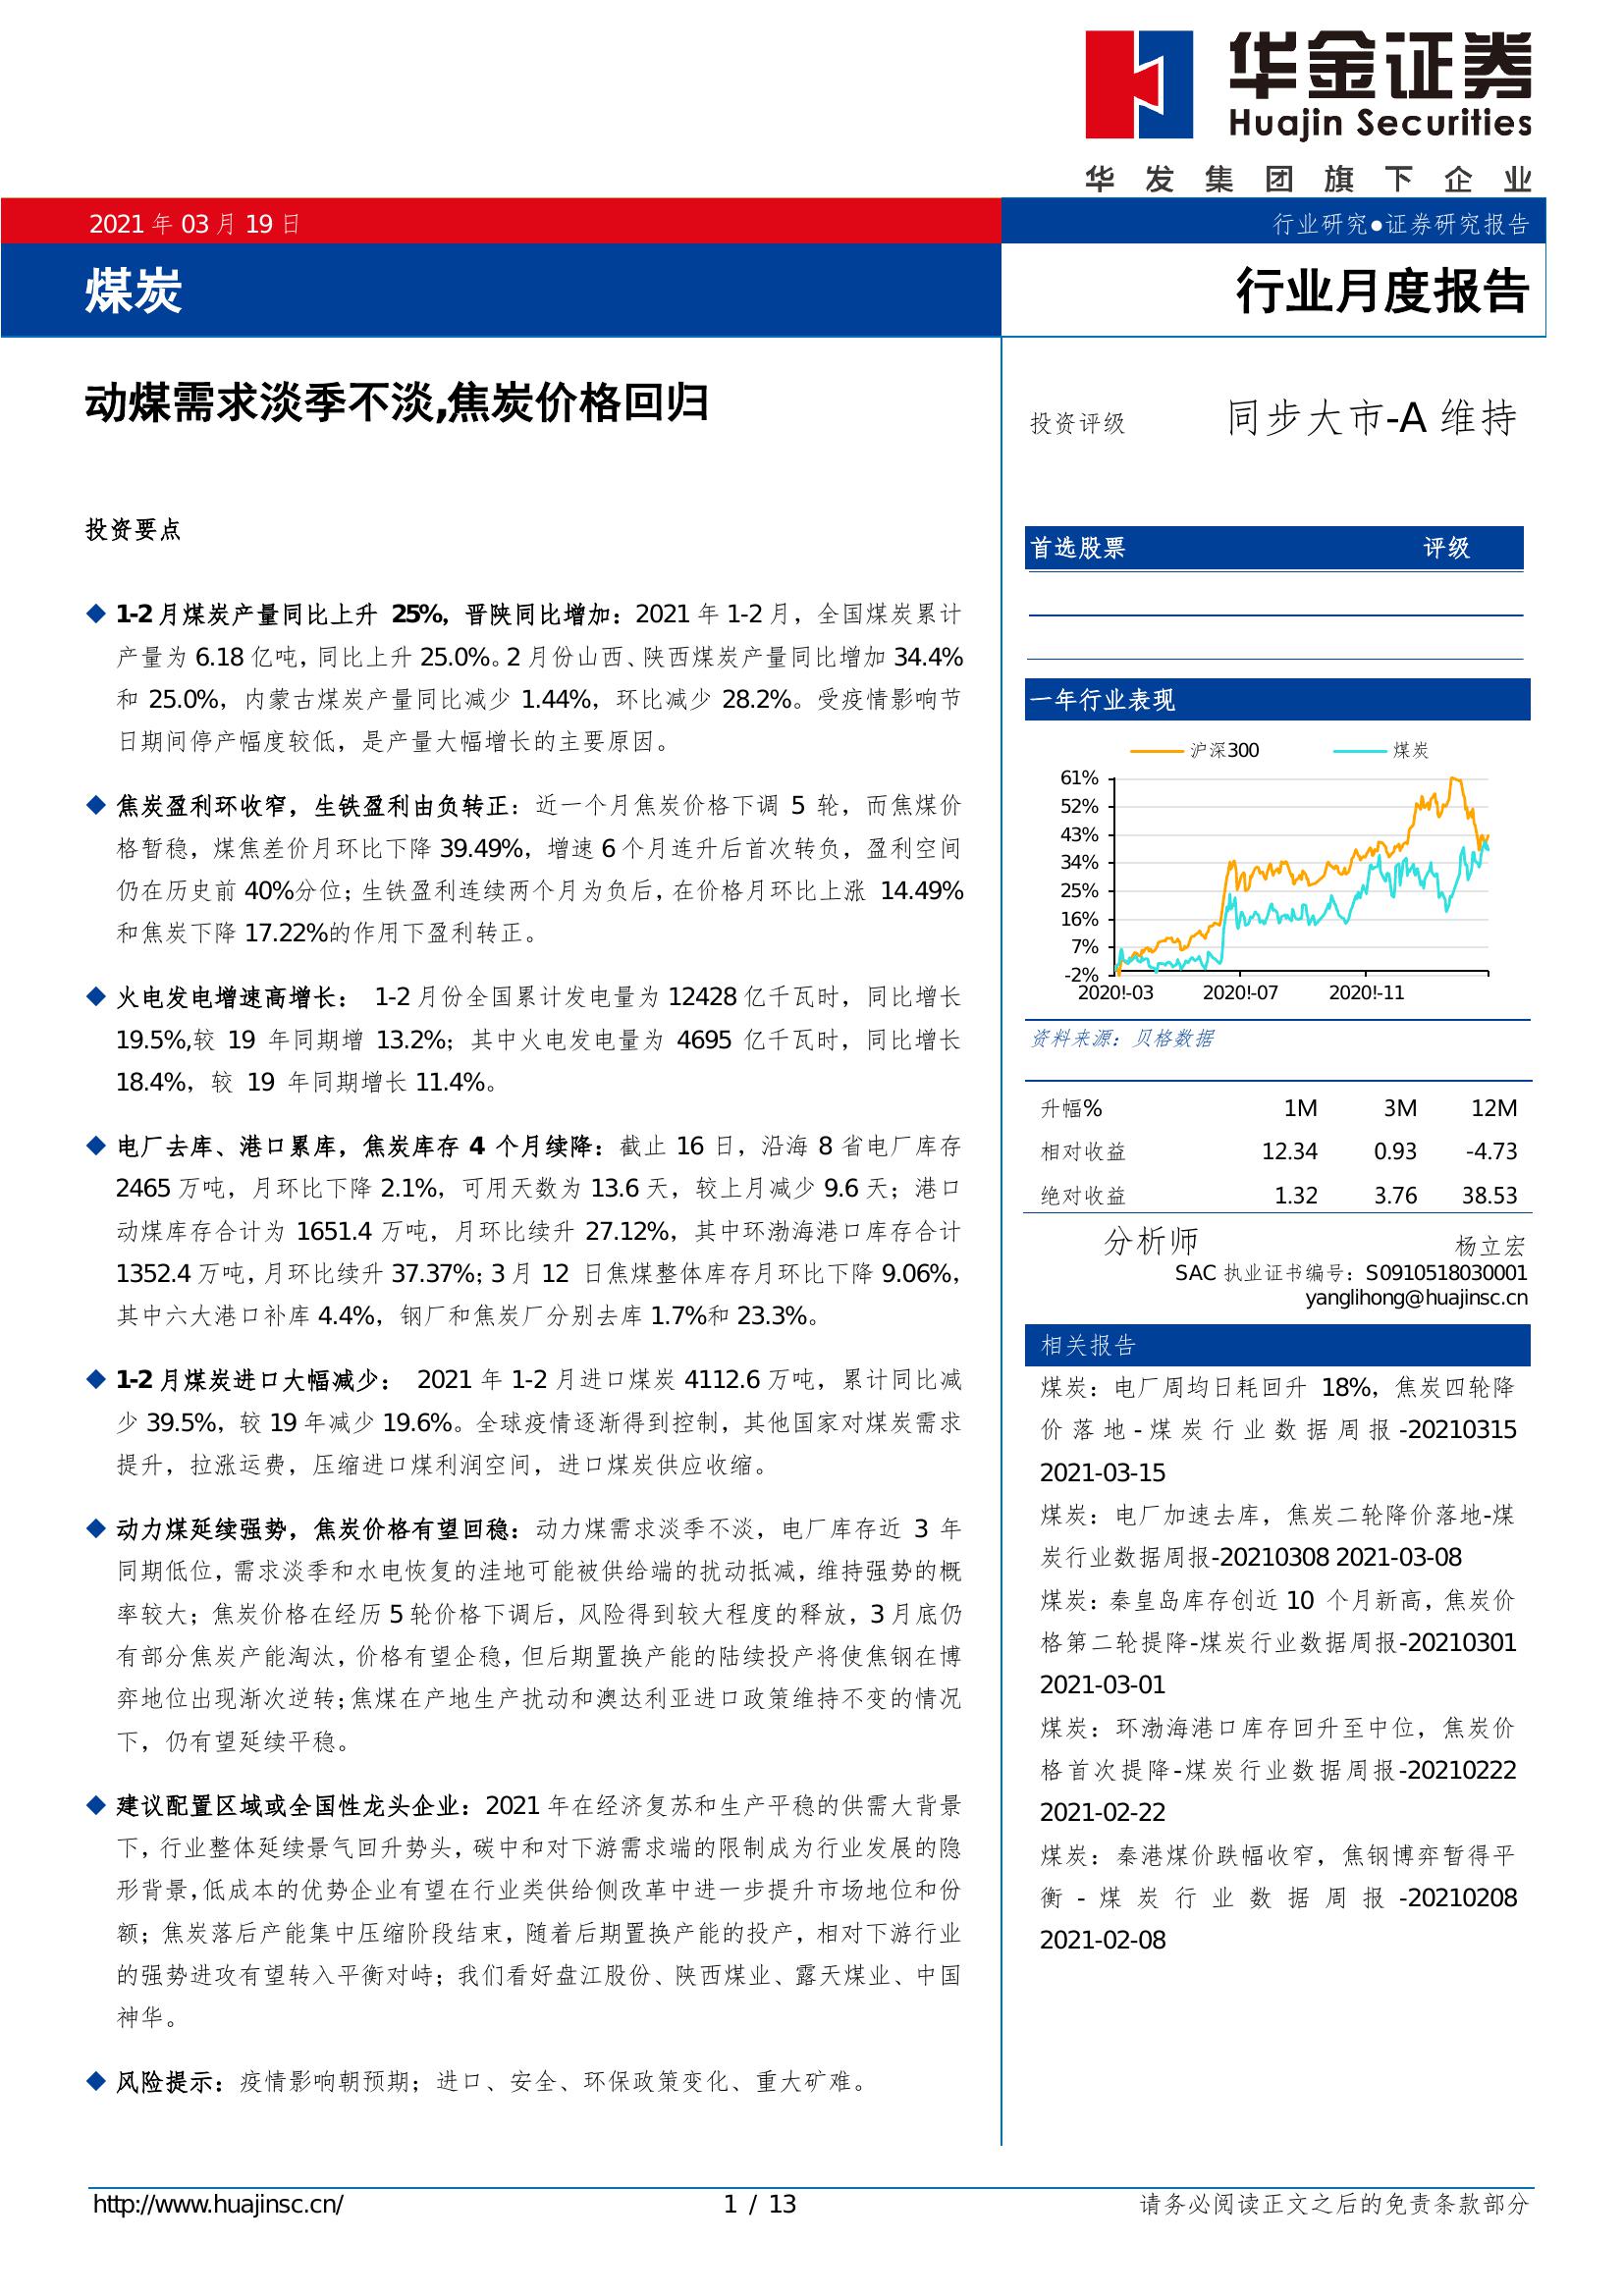 华金证券
Huajin Securities
华发集团旗下企业
2021 年 03 月 19 日
行业研究●证券研究报告
煤炭
行业月度报告
动煤需求淡季不淡,焦炭价格回归
投资要点
◆ 1-2 月煤炭产量同比上升 25%，晋陕同比增加：2021 年 1-2 月，全国煤炭累计
产量为 6.18 亿吨，同比上升 25.0%。2 月份山西、陕西煤炭产量同比增加 34.4%
和 25.0%，内蒙古煤炭产量同比减少 1.44%，环比减少 28.2%。受疫情影响节
日期间停产幅度较低，是产量大幅增长的主要原因。
◆ 焦炭盈利环收窄，生铁盈利由负转正：近一个月焦炭价格下调 5 轮，而焦煤价
格暂稳，煤焦差价月环比下降 39.49%，增速 6 个月连升后首次转负，盈利空间
仍在历史前 40%分位；生铁盈利连续两个月为负后，在价格月环比上涨 14.49%
和焦炭下降 17.22%的作用下盈利转正。
◆ 火电发电增速高增长： 1-2 月份全国累计发电量为 12428 亿千瓦时，同比增长
19.5%,较 19 年同期增 13.2%；其中火电发电量为 4695 亿千瓦时，同比增长
18.4%，较 19 年同期增长 11.4%。
◆ 电厂去库、港口累库，焦炭库存 4 个月续降：截止 16 日，沿海 8 省电厂库存
2465 万吨，月环比下降 2.1%，可用天数为 13.6 天，较上月减少 9.6 天；港口
动煤库存合计为 1651.4 万吨，月环比续升 27.12%，其中环渤海港口库存合计
1352.4 万吨，月环比续升 37.37%；3 月 12 日焦煤整体库存月环比下降 9.06%，
其中六大港口补库 4.4%，钢厂和焦炭厂分别去库 1.7%和 23.3%。
◆ 1-2 月煤炭进口大幅减少： 2021 年 1-2 月进口煤炭 4112.6 万吨，累计同比减
少 39.5%，较 19 年减少 19.6%。全球疫情逐渐得到控制，其他国家对煤炭需求
提升，拉涨运费，压缩进口煤利润空间，进口煤炭供应收缩。
◆ 动力煤延续强势，焦炭价格有望回稳：动力煤需求淡季不淡，电厂库存近 3 年
同期低位，需求淡季和水电恢复的洼地可能被供给端的扰动抵减，维持强势的概
率较大；焦炭价格在经历 5 轮价格下调后，风险得到较大程度的释放，3 月底仍
有部分焦炭产能淘汰，价格有望企稳，但后期置换产能的陆续投产将使焦钢在博
弈地位出现渐次逆转；焦煤在产地生产扰动和澳达利亚进口政策维持不变的情况
下，仍有望延续平稳。
◆ 建议配置区域或全国性龙头企业：2021 年在经济复苏和生产平稳的供需大背景
下，行业整体延续景气回升势头，碳中和对下游需求端的限制成为行业发展的隐
形背景，低成本的优势企业有望在行业类供给侧改革中进一步提升市场地位和份
额；焦炭落后产能集中压缩阶段结束，随着后期置换产能的投产，相对下游行业
的强势进攻有望转入平衡对峙；我们看好盘江股份、陕西煤业、露天煤业、中国
神华。
◆ 风险提示：疫情影响朝预期；进口、安全、环保政策变化、重大矿难。
投资评级 同步大市-A 维持
首选股票 评级
一年行业表现
沪深300 煤炭
61%
52%
43%
34%
25%
16%
7%
-2%
2020!-03 2020!-07 2020!-11
资料来源：贝格数据
升幅% 1M 3M 12M
相对收益 12.34 0.93 -4.73
绝对收益 1.32 3.76 38.53
分析师 杨立宏
SAC 执业证书编号：S0910518030001
yanglihong@huajinsc.cn
相关报告
煤炭：电厂周均日耗回升 18%，焦炭四轮降
价落地-煤炭行业数据周报-20210315
2021-03-15
煤炭：电厂加速去库，焦炭二轮降价落地-煤
炭行业数据周报-20210308 2021-03-08
煤炭：秦皇岛库存创近 10 个月新高，焦炭价
格第二轮提降-煤炭行业数据周报-20210301
2021-03-01
煤炭：环渤海港口库存回升至中位，焦炭价
格首次提降-煤炭行业数据周报-20210222
2021-02-22
煤炭：秦港煤价跌幅收窄，焦钢博弈暂得平
衡-煤炭行业数据周报-20210208
2021-02-08
http://www.huajinsc.cn/ 1 / 13 请务必阅读正文之后的免责条款部分